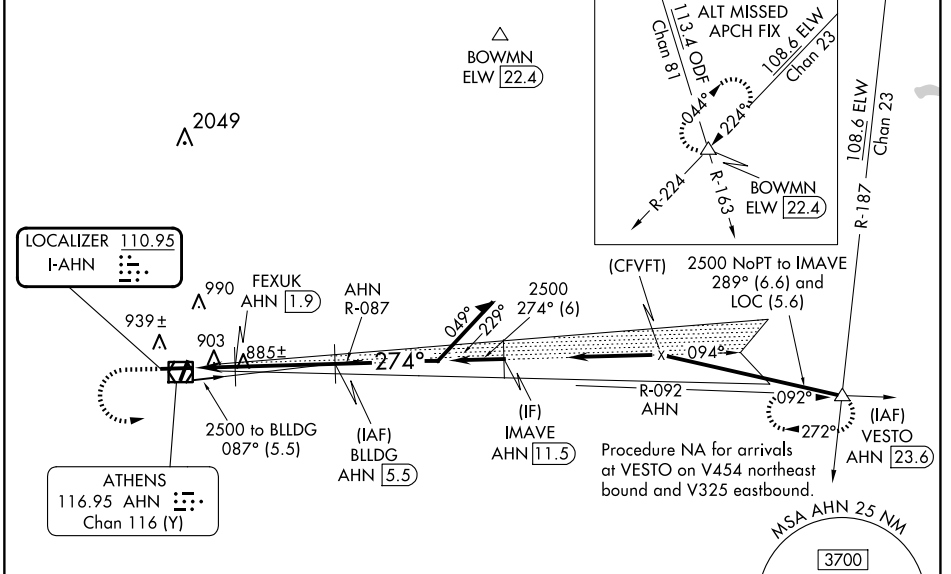 ALT MISSED
APCH FIX
113.4 ODF
Chan 81
108.6 ELW
Chan 23
044°
224°
R-224
R-163
BOWMN
ELW 22.4
BOWMN
ELW 22.4
108.6 ELW
Chan 23
R-187
2049
LOCALIZER 110.95
I-AHN
990
939±
903
885±
FEXUK
AHN 1.9
AHN
R-087
049°
229°
2500
274° (6)
(CFVFT)
2500 NoPT to IMAVE
289° (6.6) and
LOC (5.6)
274°
094°
R-092
AHN
092°
272°
2500 to BLLDG
087° (5.5)
(IAF)
BLLDG
AHN 5.5
(IF)
IMAVE
AHN 11.5
(IAF)
VESTO
AHN 23.6
Procedure NA for arrivals
at VESTO on V454 northeast
bound and V325 eastbound.
ATHENS
116.95 AHN
Chan 116 (Y)
MSA AHN 25 NM
3700